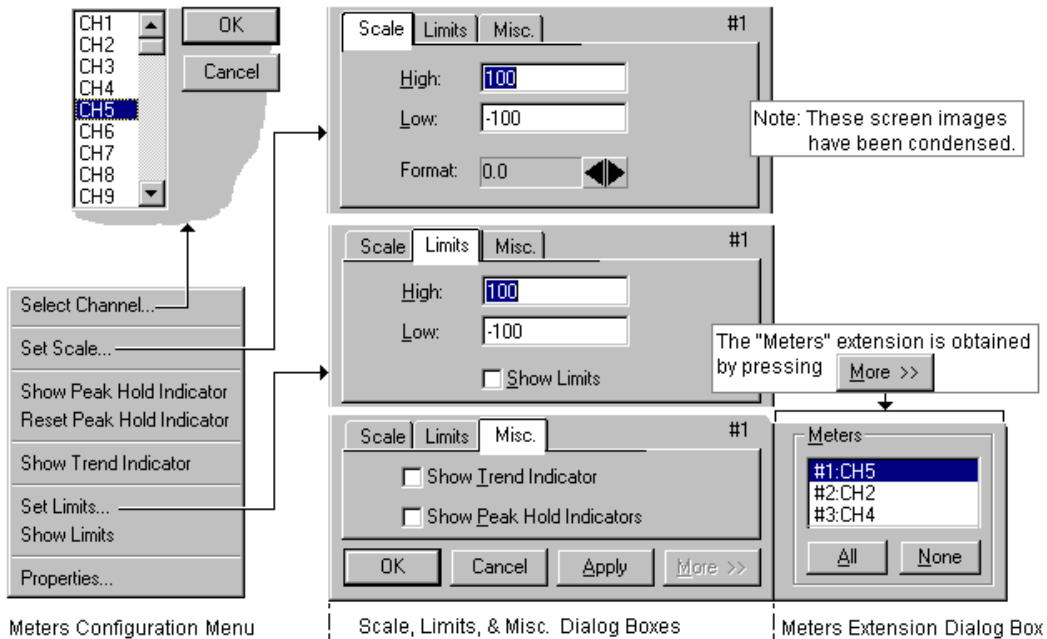 CH1
CH2
CH3
CH4
CH5
CH6
CH7
CH8
CH9
OK
Cancel
Select Channel...
Set Scale...
Show Peak Hold Indicator
Reset Peak Hold Indicator
Show Trend Indicator
Set Limits...
Show Limits
Properties...
Meters Configuration Menu
Scale Limits Misc. #1
High: 100
Low: -100
Format: 0.0
Note: These screen images
have been condensed.
Scale Limits Misc. #1
High: 100
Low: -100
Show Limits
The "Meters" extension is obtained
by pressing More >>
Scale Limits Misc. #1
Show Trend Indicator
Show Peak Hold Indicators
OK Cancel Apply More >>
Scale, Limits, & Misc. Dialog Boxes
Meters
#1:CH5
#2:CH2
#3:CH4
All None
Meters Extension Dialog Box